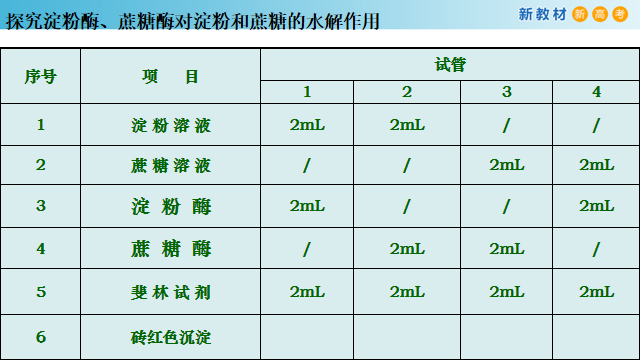 探究淀粉酶、蔗糖酶对淀粉和蔗糖的水解作用
新教材 新 高 考
序号 项 目 试管
1 2 3 4
1 淀粉溶液 2mL 2mL / /
2 蔗糖溶液 / / 2mL 2mL
3 淀粉酶 2mL / / 2mL
4 蔗糖酶 / 2mL 2mL /
5 斐林试剂 2mL 2mL 2mL 2mL
6 砖红色沉淀